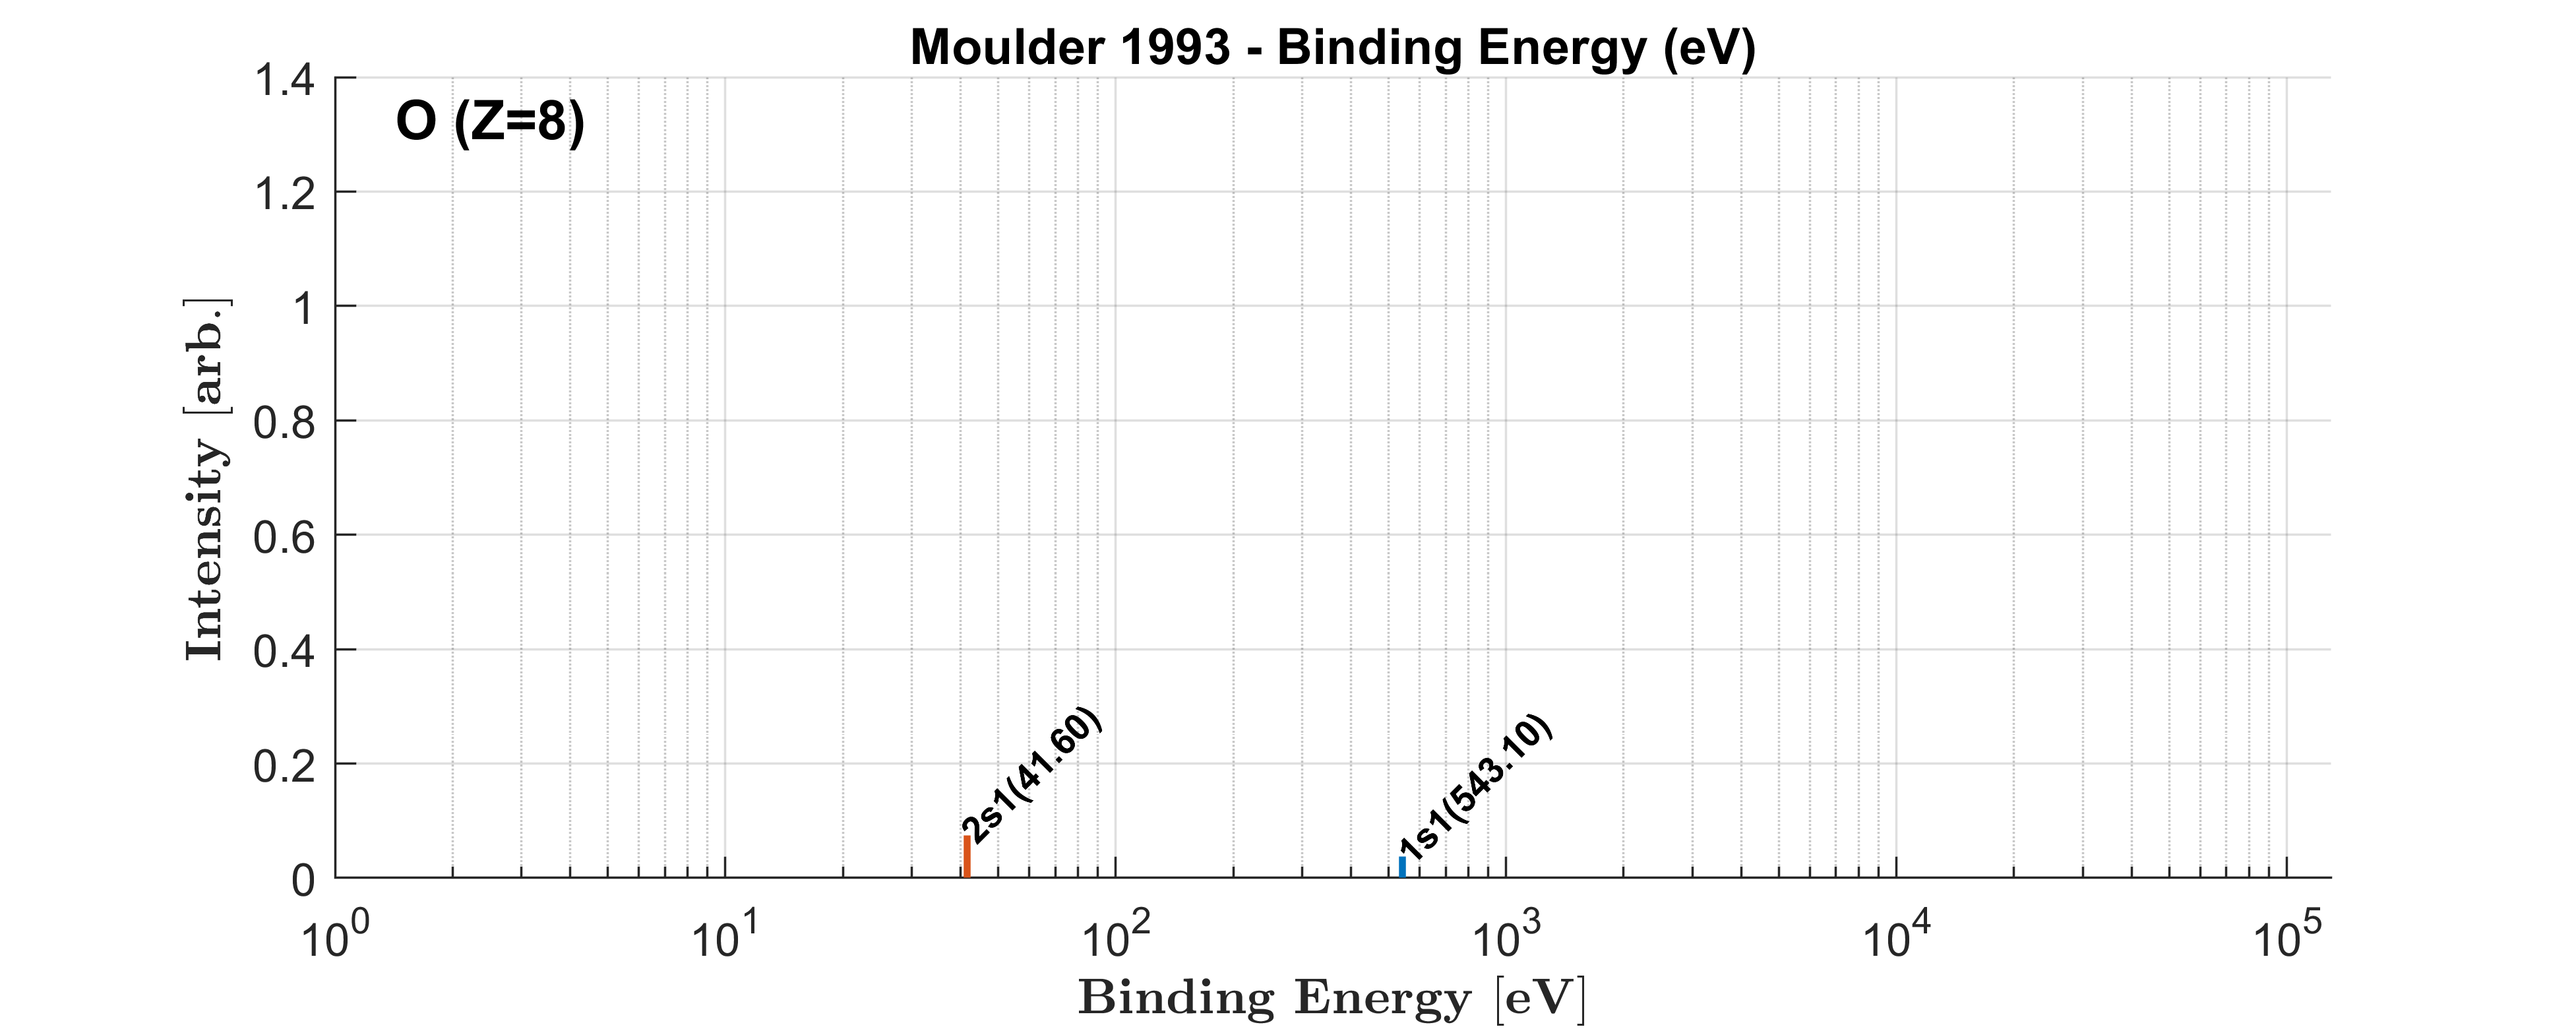 Moulder 1993 - Binding Energy (eV)
O (Z=8)
Intensity [arb.]
1.4
1.2
1
0.8
0.6
0.4
0.2
0
2s1(41.60)
1s1(543.10)
10^0 10^1 10^2 10^3 10^4 10^5
Binding Energy [eV]